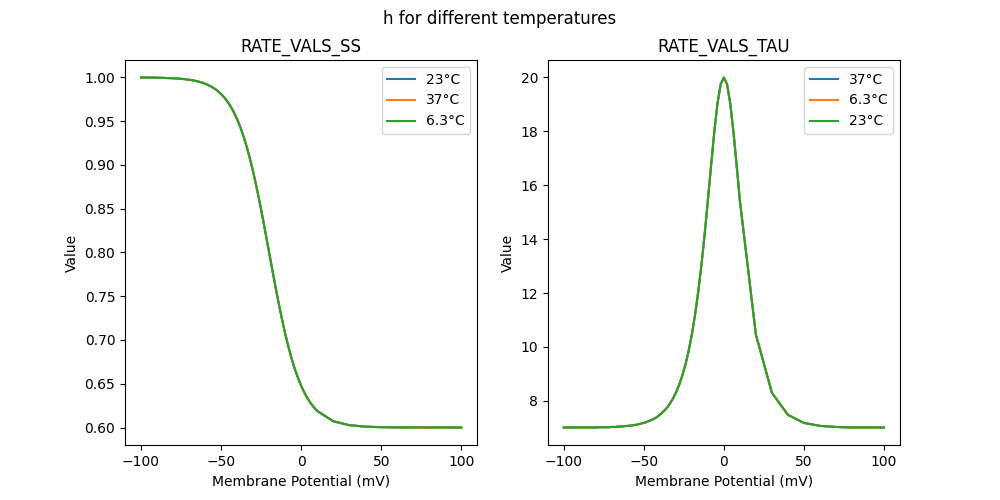 h for different temperatures
RATE_VALS_SS
1.00
0.95
0.90
0.85
0.80
0.75
0.70
0.65
0.60
Value
−100
−50
0
50
100
Membrane Potential (mV)
23°C
37°C
6.3°C
RATE_VALS_TAU
20
18
16
14
12
10
8
Value
−100
−50
0
50
100
Membrane Potential (mV)
37°C
6.3°C
23°C